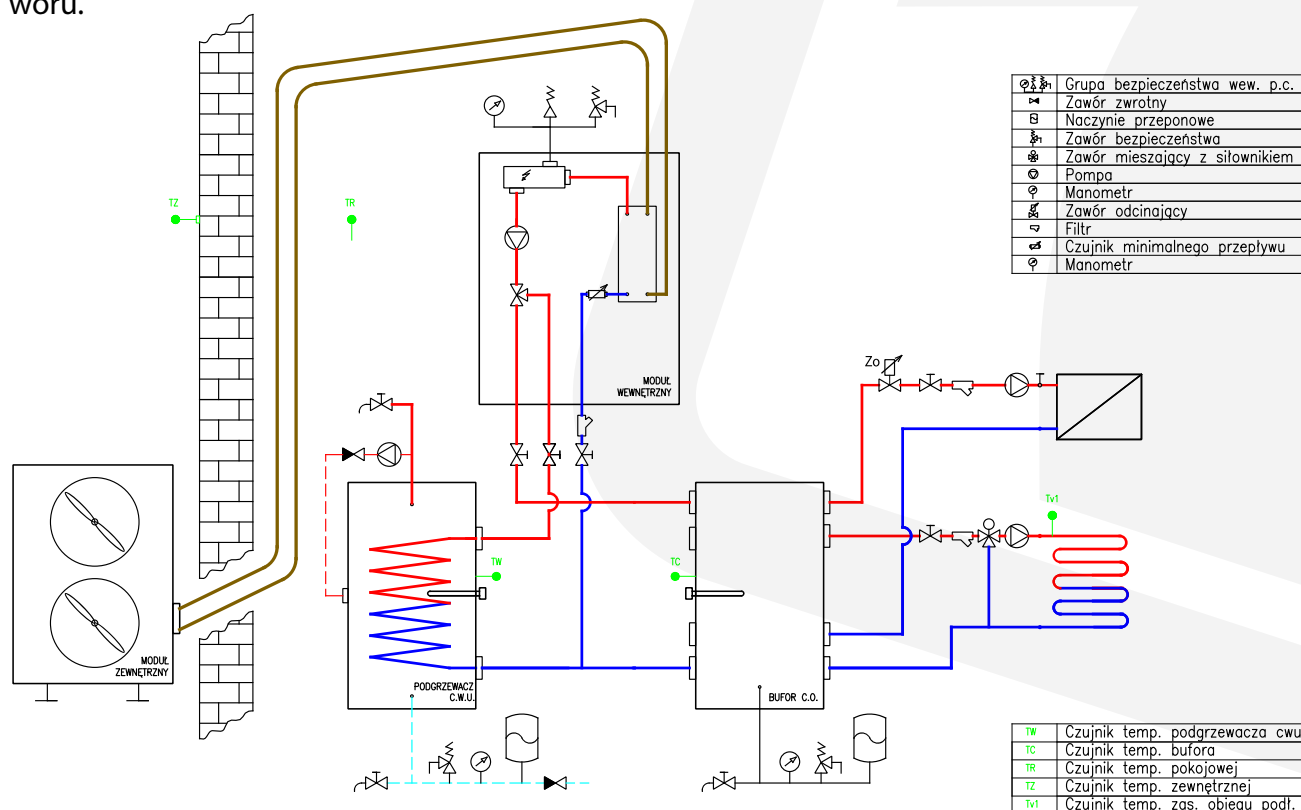 woru.
Grupa bezpieczeństwa wew. p.c.
Zawór zwrotny
Naczynie przeponowe
Zawór bezpieczeństwa
Zawór mieszający z siłownikiem
Pompa
Manometr
Zawór odcinający
Filtr
Czujnik minimalnego przepływu
Manometr
TZ
TR
MODUŁ
WEWNĘTRZNY
Zo
Tv1
TW
TC
MODUŁ
ZEWNĘTRZNY
PODGRZEWACZ
C.W.U.
BUFOR C.O.
TW Czujnik temp. podgrzewacza cwu
TC Czujnik temp. bufora
TR Czujnik temp. pokojowej
TZ Czujnik temp. zewnętrznej
Tv1 Czujnik temp. zas. obiegu podł.